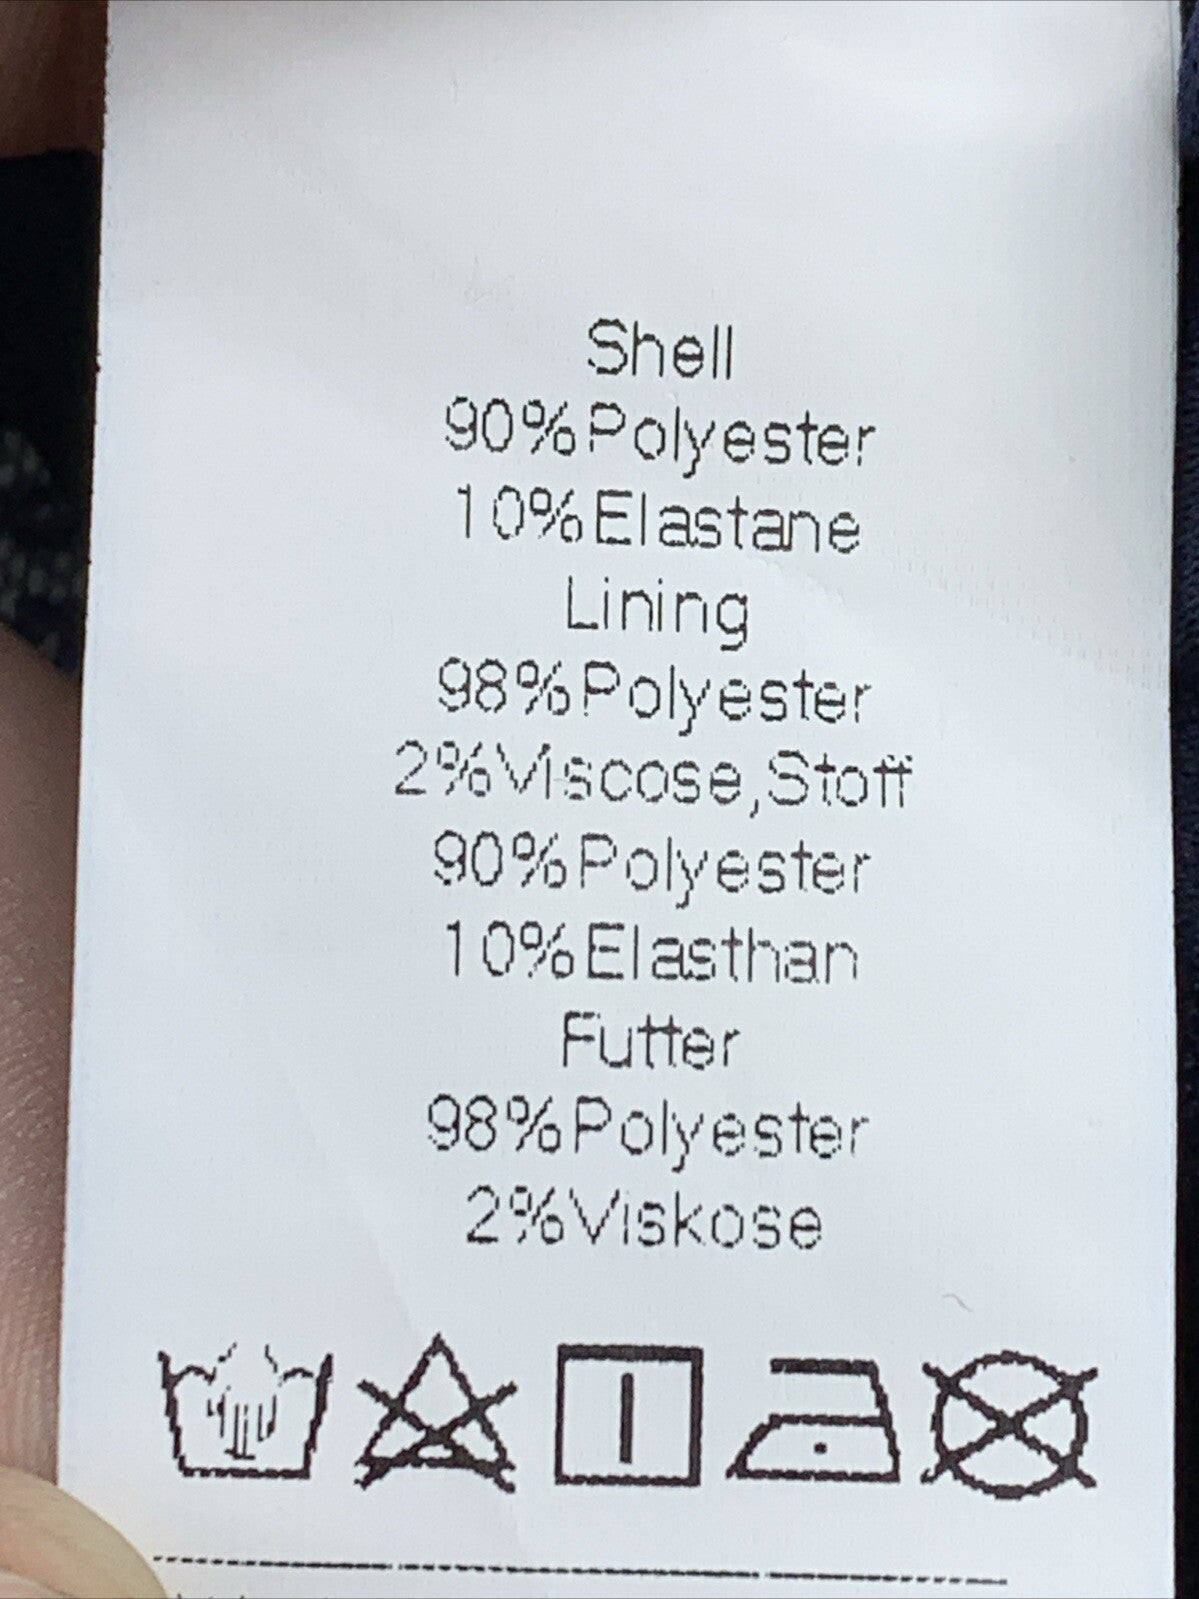 Shell
90%Polyester
10%Elastane
Lining
98%Polyester
2%Viscose,Stoff
90%Polyester
10%Elasthan
Futter
98%Polyester
2%Viskose